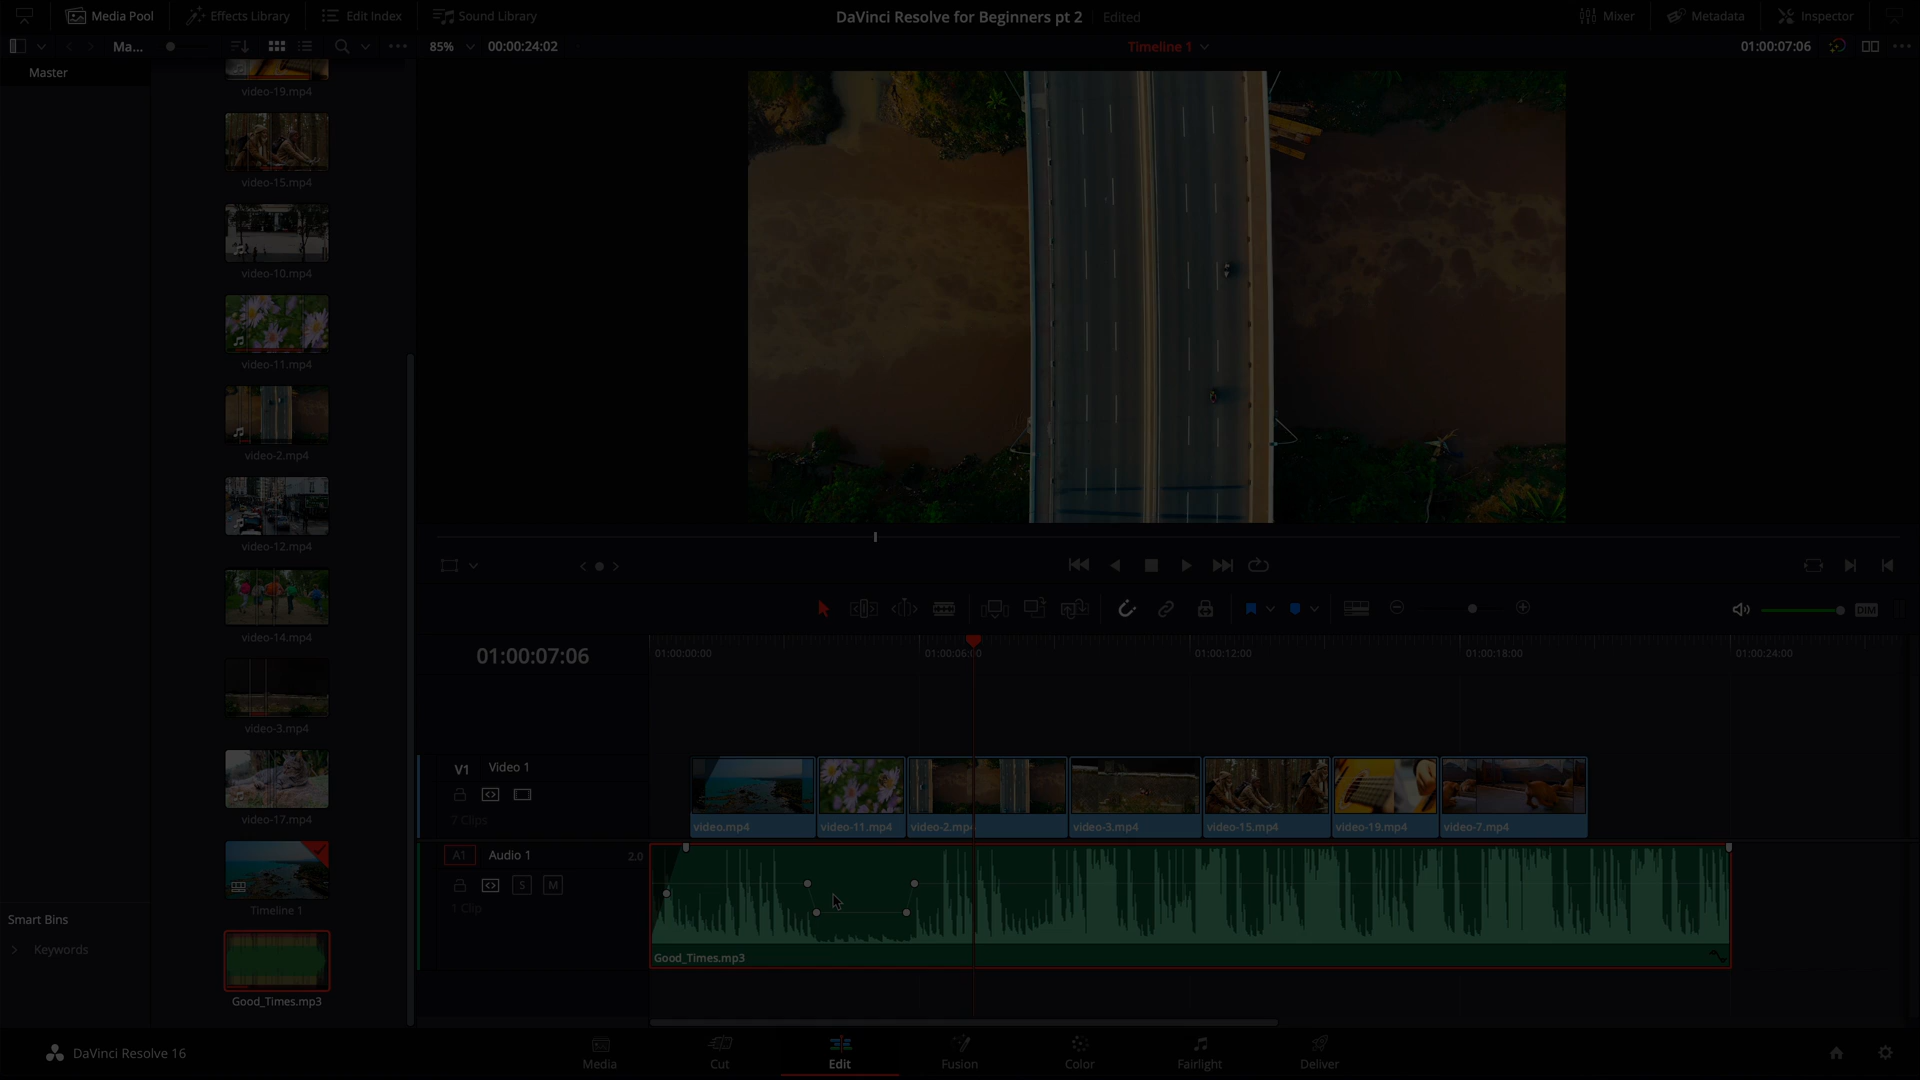 Media Pool
Effects Library
Edit Index
Sound Library
DaVinci Resolve for Beginners pt 2
Edited
Mixer
Metadata
Inspector
Ma...
85%
00:00:24:02
Timeline 1
01:00:07:06
Master
video-19.mp4
video-15.mp4
video-10.mp4
video-11.mp4
video-2.mp4
video-12.mp4
video-14.mp4
video-3.mp4
video-17.mp4
Timeline 1
Good_Times.mp3
Smart Bins
Keywords
DIM
01:00:07:06
01:00:00:00
01:00:06:00
01:00:12:00
01:00:18:00
01:00:24:00
V1
Video 1
7 Clips
video.mp4
video-11.mp4
video-2.mp4
video-3.mp4
video-15.mp4
video-19.mp4
video-7.mp4
A1
Audio 1
2.0
S
M
1 Clip
Good_Times.mp3
DaVinci Resolve 16
Media
Cut
Edit
Fusion
Color
Fairlight
Deliver